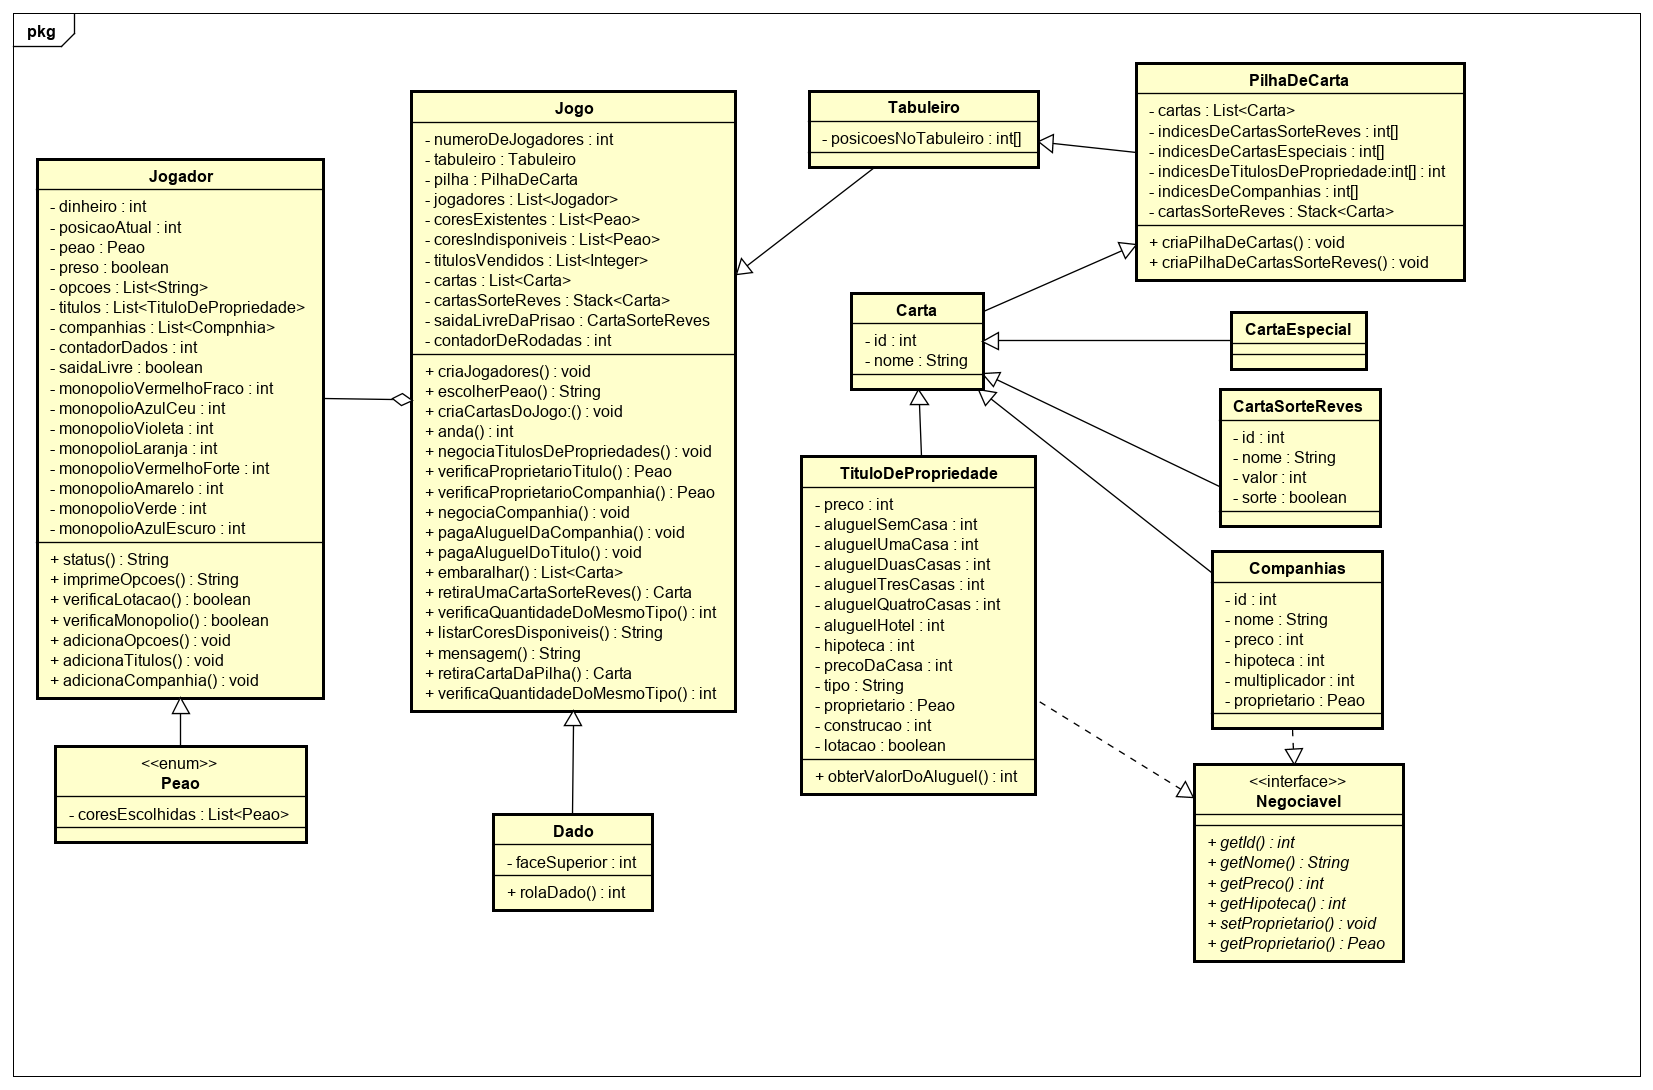 pkg
Jogador
- dinheiro : int
- posicaoAtual : int
- peao : Peao
- preso : boolean
- opcoes : List<String>
- titulos : List<TituloDePropriedade>
- companhias : List<Compnhia>
- contadorDados : int
- saidaLivre : boolean
- monopolioVermelhoFraco : int
- monopolioAzulCeu : int
- monopolioVioleta : int
- monopolioLaranja : int
- monopolioVermelhoForte : int
- monopolioAmarelo : int
- monopolioVerde : int
- monopolioAzulEscuro : int
+ status() : String
+ imprimeOpcoes() : String
+ verificaLotacao() : boolean
+ verificaMonopolio() : boolean
+ adicionaOpcoes() : void
+ adicionaTitulos() : void
+ adicionaCompanhia() : void
<<enum>>
Peao
- coresEscolhidas : List<Peao>
Jogo
- numeroDeJogadores : int
- tabuleiro : Tabuleiro
- pilha : PilhaDeCarta
- jogadores : List<Jogador>
- coresExistentes : List<Peao>
- coresIndisponiveis : List<Peao>
- titulosVendidos : List<Integer>
- cartas : List<Carta>
- cartasSorteReves : Stack<Carta>
- saidaLivreDaPrisao : CartaSorteReves
- contadorDeRodadas : int
+ criaJogadores() : void
+ escolherPeao() : String
+ criaCartasDoJogo:() : void
+ anda() : int
+ negociaTitulosDePropriedades() : void
+ verificaProprietarioTitulo() : Peao
+ verificaProprietarioCompanhia() : Peao
+ negociaCompanhia() : void
+ pagaAluguelDaCompanhia() : void
+ pagaAluguelDoTitulo() : void
+ embaralhar() : List<Carta>
+ retiraUmaCartaSorteReves() : Carta
+ verificaQuantidadeDoMesmoTipo() : int
+ listarCoresDisponiveis() : String
+ mensagem() : String
+ retiraCartaDaPilha() : Carta
+ verificaQuantidadeDoMesmoTipo() : int
Dado
- faceSuperior : int
+ rolaDado() : int
Tabuleiro
- posicoesNoTabuleiro : int[]
PilhaDeCarta
- cartas : List<Carta>
- indicesDeCartasSorteReves : int[]
- indicesDeCartasEspeciais : int[]
- indicesDeTitulosDePropriedade:int[] : int
- indicesDeCompanhias : int[]
- cartasSorteReves : Stack<Carta>
+ criaPilhaDeCartas() : void
+ criaPilhaDeCartasSorteReves() : void
Carta
- id : int
- nome : String
CartaEspecial
CartaSorteReves
- id : int
- nome : String
- valor : int
- sorte : boolean
TituloDePropriedade
- preco : int
- aluguelSemCasa : int
- aluguelUmaCasa : int
- aluguelDuasCasas : int
- aluguelTresCasas : int
- aluguelQuatroCasas : int
- aluguelHotel : int
- hipoteca : int
- precoDaCasa : int
- tipo : String
- proprietario : Peao
- construcao : int
- lotacao : boolean
+ obterValorDoAluguel() : int
Companhias
- id : int
- nome : String
- preco : int
- hipoteca : int
- multiplicador : int
- proprietario : Peao
<<interface>>
Negociavel
+ getId() : int
+ getNome() : String
+ getPreco() : int
+ getHipoteca() : int
+ setProprietario() : void
+ getProprietario() : Peao